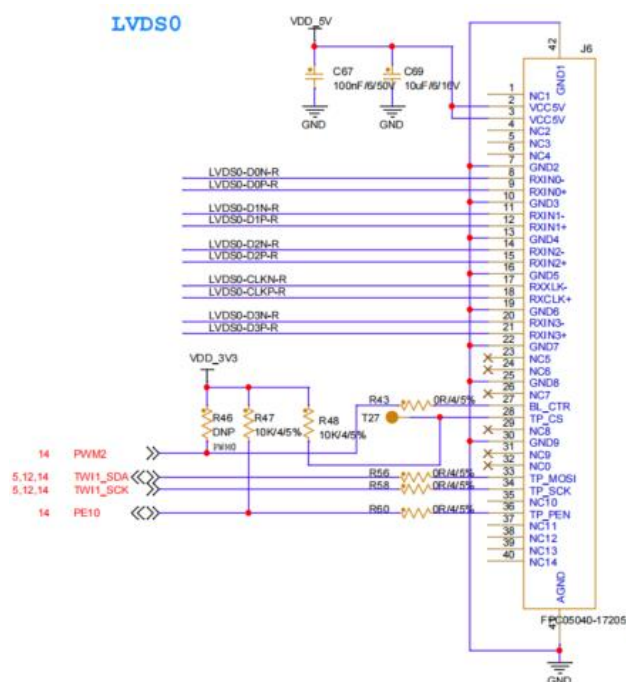 LVDS0
VDD_5V
42
J6
C67
100nF/6/50V
C69
10uF/6/16V
GND
GND
GND1
1 NC1
2 VCC5V
3 VCC5V
4 NC2
5 NC3
6 NC4
7 GND2
LVDS0-D0N-R 8 RXIN0-
LVDS0-D0P-R 9 RXIN0+
10 GND3
LVDS0-D1N-R 11 RXIN1-
LVDS0-D1P-R 12 RXIN1+
13 GND4
LVDS0-D2N-R 14 RXIN2-
LVDS0-D2P-R 15 RXIN2+
16 GND5
LVDS0-CLKN-R 17 RXXLK-
LVDS0-CLKP-R 18 RXCLK+
19 GND6
LVDS0-D3N-R 20 RXIN3-
LVDS0-D3P-R 21 RXIN3+
22 GND7
VDD_3V3
23 NC5
24 NC6
25 GND8
26 NC7
R43 0R/4/5% 27 BL_CTR
T27 28 TP_CS
R46
DNP
R47
10K/4/5%
R48
10K/4/5%
29 NC8
30 GND9
14 PWM2
31 NC9
32 NC0
5,12,14 TWI1_SDA R56 0R/4/5% 33 TP_MOSI
5,12,14 TWI1_SCK R58 0R/4/5% 34 TP_SCK
35 NC10
14 PE10 R60 0R/4/5% 36 TP_PEN
37 NC11
38 NC12
39 NC13
40 NC14
AGND
FPC05040-17205
41
GND